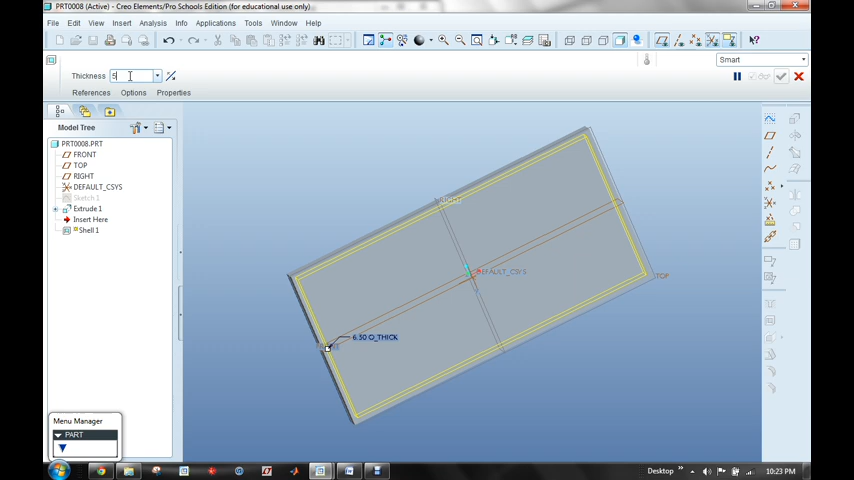 PRT0008 (Active) - Creo Elements/Pro Schools Edition (for educational use only)
File Edit View Insert Analysis Info Applications Tools Window Help
Smart
Thickness 5
References Options Properties
Model Tree
PRT0008.PRT
FRONT
TOP
RIGHT
DEFAULT_CSYS
Sketch 1
Extrude 1
Insert Here
Shell 1
RIGHT
DEFAULT_CSYS
TOP
6.30 O_THICK
Menu Manager
PART
Desktop
10:23 PM